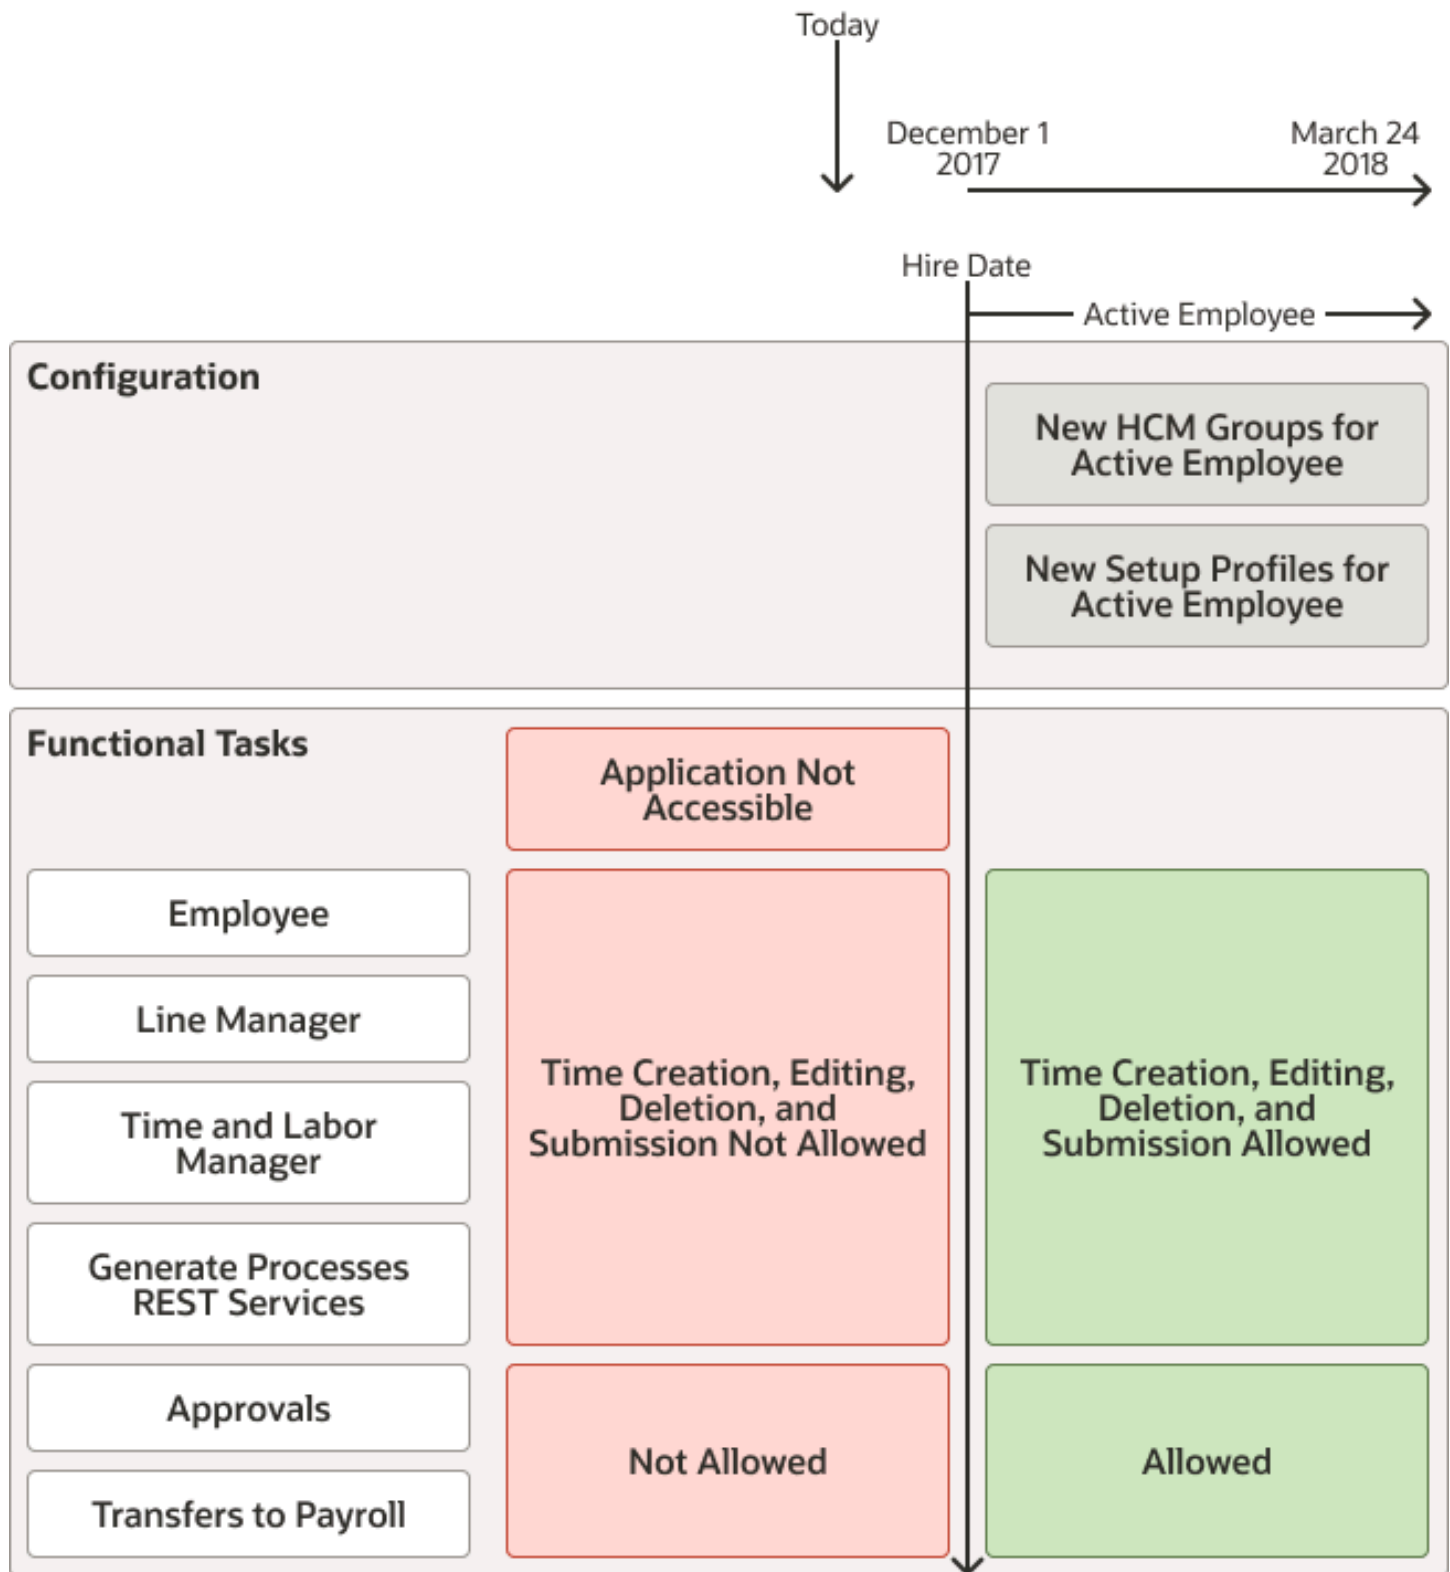 Today
December 1
2017
March 24
2018
Hire Date
Active Employee
Configuration
New HCM Groups for
Active Employee
New Setup Profiles for
Active Employee
Functional Tasks
Application Not
Accessible
Employee
Line Manager
Time and Labor
Manager
Generate Processes
REST Services
Time Creation, Editing,
Deletion, and
Submission Not Allowed
Time Creation, Editing,
Deletion, and
Submission Allowed
Approvals
Transfers to Payroll
Not Allowed
Allowed